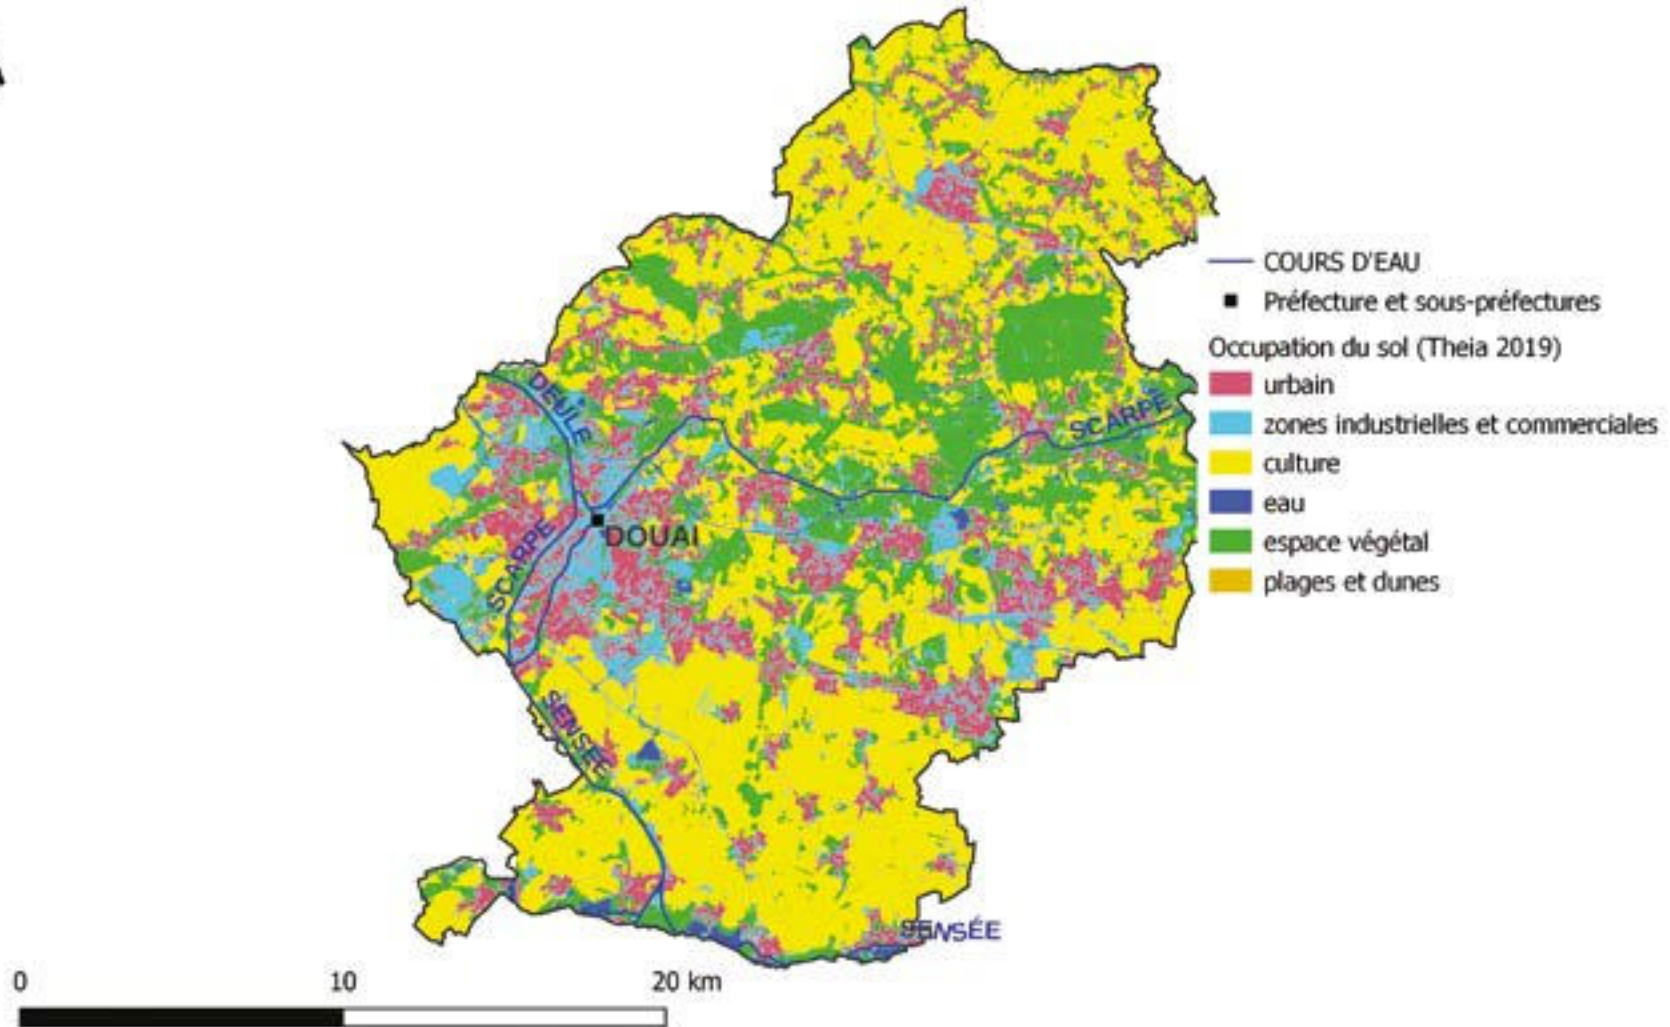 COURS D'EAU
Préfecture et sous-préfectures
Occupation du sol (Theia 2019)
urbain
zones industrielles et commerciales
culture
eau
espace végétal
plages et dunes
DEULE
SCARPE
DOUAI
SCARPE
SENSÉE
SENSÉE
0 10 20 km